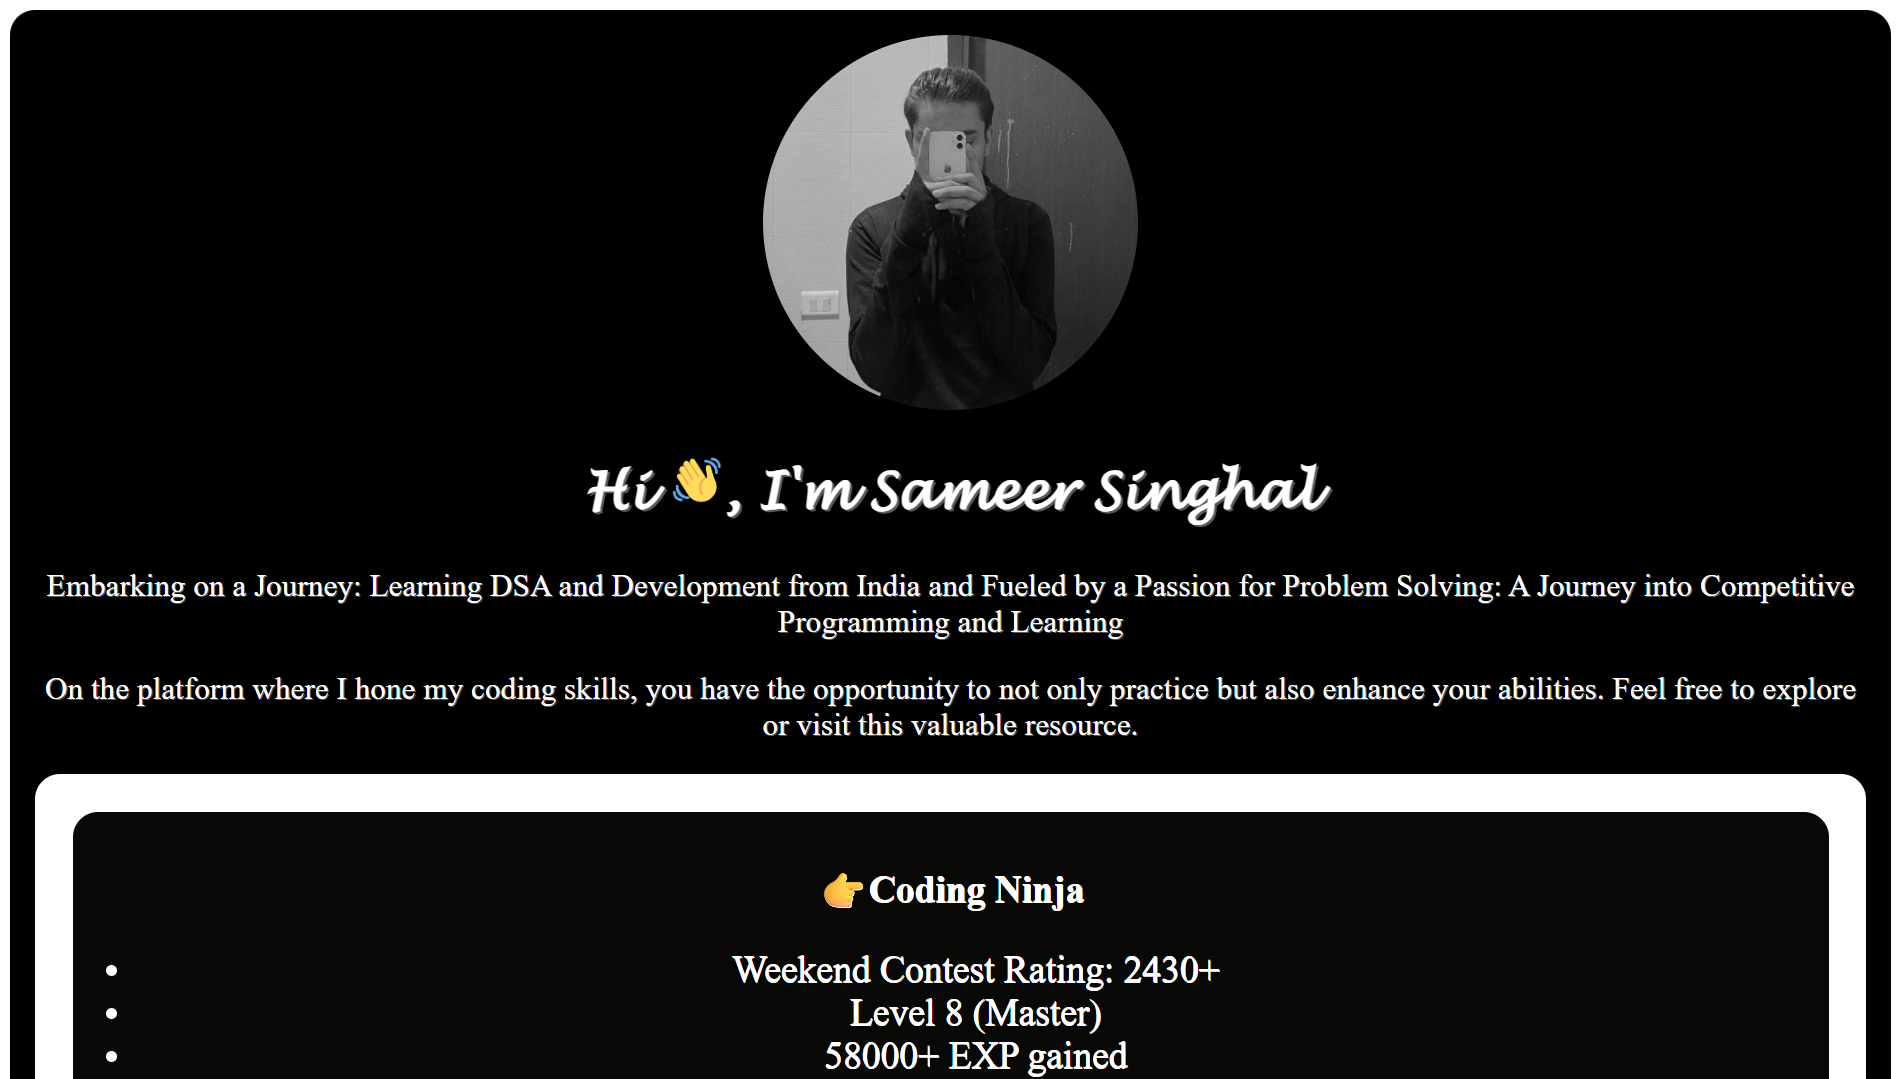 Hi 👋, I'm Sameer Singhal
Embarking on a Journey: Learning DSA and Development from India and Fueled by a Passion for Problem Solving: A Journey into Competitive
Programming and Learning
On the platform where I hone my coding skills, you have the opportunity to not only practice but also enhance your abilities. Feel free to explore
or visit this valuable resource.
👉Coding Ninja
• Weekend Contest Rating: 2430+
• Level 8 (Master)
• 58000+ EXP gained